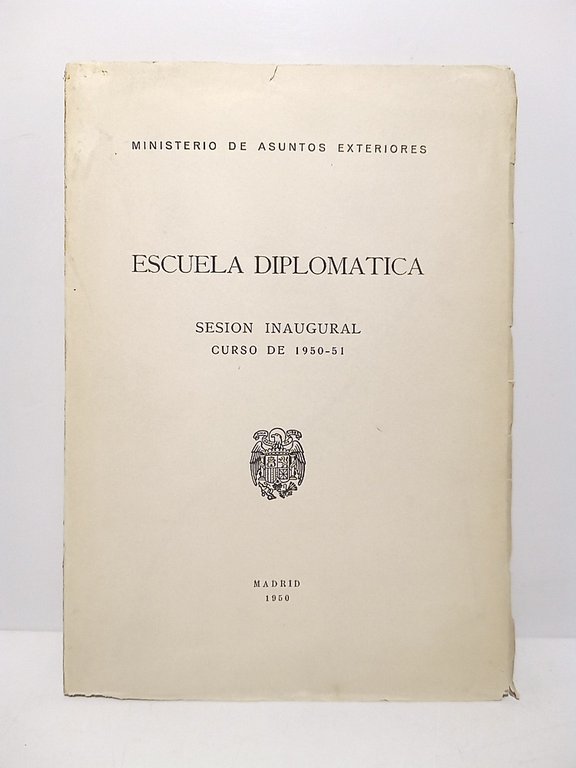 MINISTERIO DE ASUNTOS EXTERIORES
ESCUELA DIPLOMATICA
SESION INAUGURAL
CURSO DE 1950-51
MADRID
1950